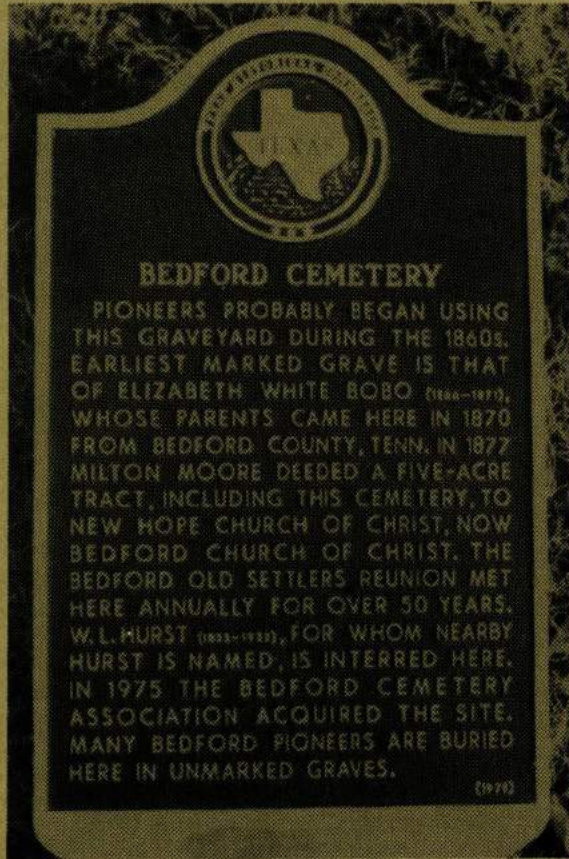 TEXAS
BEDFORD CEMETERY
PIONEERS PROBABLY BEGAN USING
THIS GRAVEYARD DURING THE 1860S.
EARLIEST MARKED GRAVE IS THAT
OF ELIZABETH WHITE BOBO
WHOSE PARENTS CAME HERE IN 1870
FROM BEDFORD COUNTY, TENN. IN 1877
MILTON MOORE DEEDED A FIVE-ACRE
TRACT, INCLUDING THIS CEMETERY, TO
NEW HOPE CHURCH OF CHRIST, NOW
BEDFORD CHURCH OF CHRIST. THE
BEDFORD OLD SETTLERS REUNION MET
HERE ANNUALLY FOR OVER 50 YEARS.
W. L. HURST FOR WHOM NEARBY
HURST IS NAMED, IS INTERRED HERE.
IN 1975 THE BEDFORD CEMETERY
ASSOCIATION ACQUIRED THE SITE.
MANY BEDFORD PIONEERS ARE BURIED
HERE IN UNMARKED GRAVES.